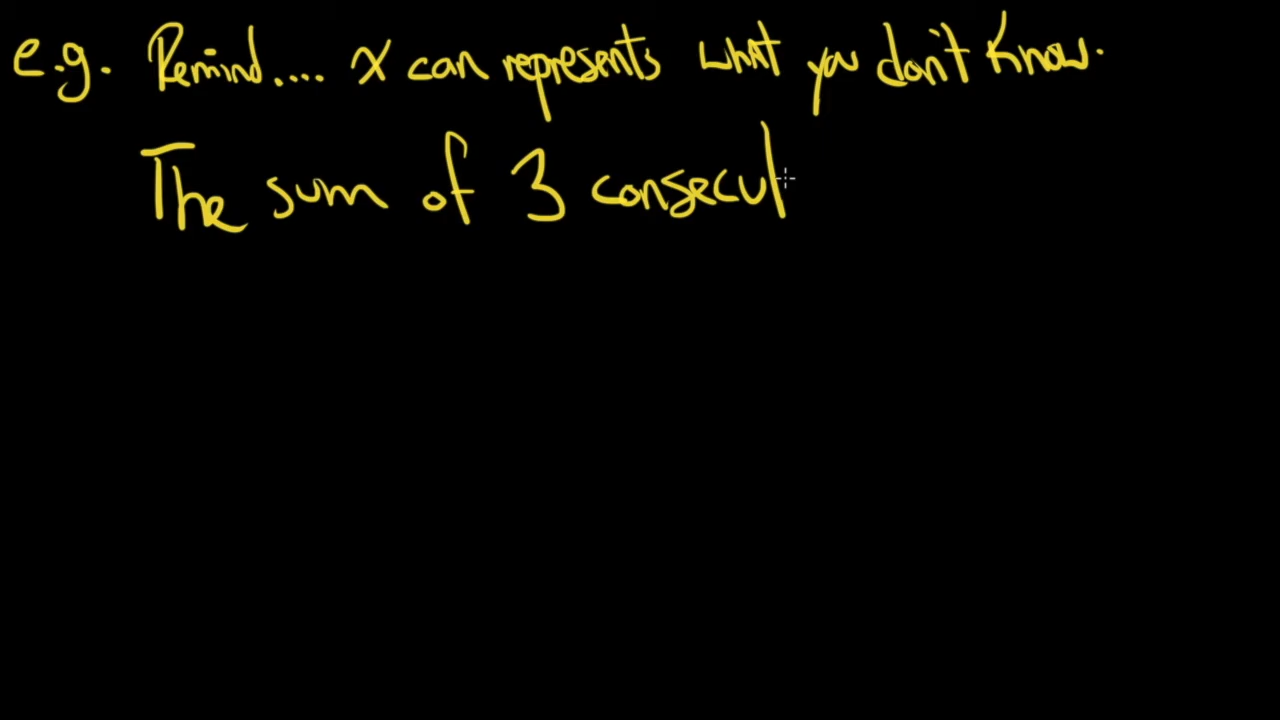 e.g. Remind.... x can represents what you don't know.
The sum of 3 consecut